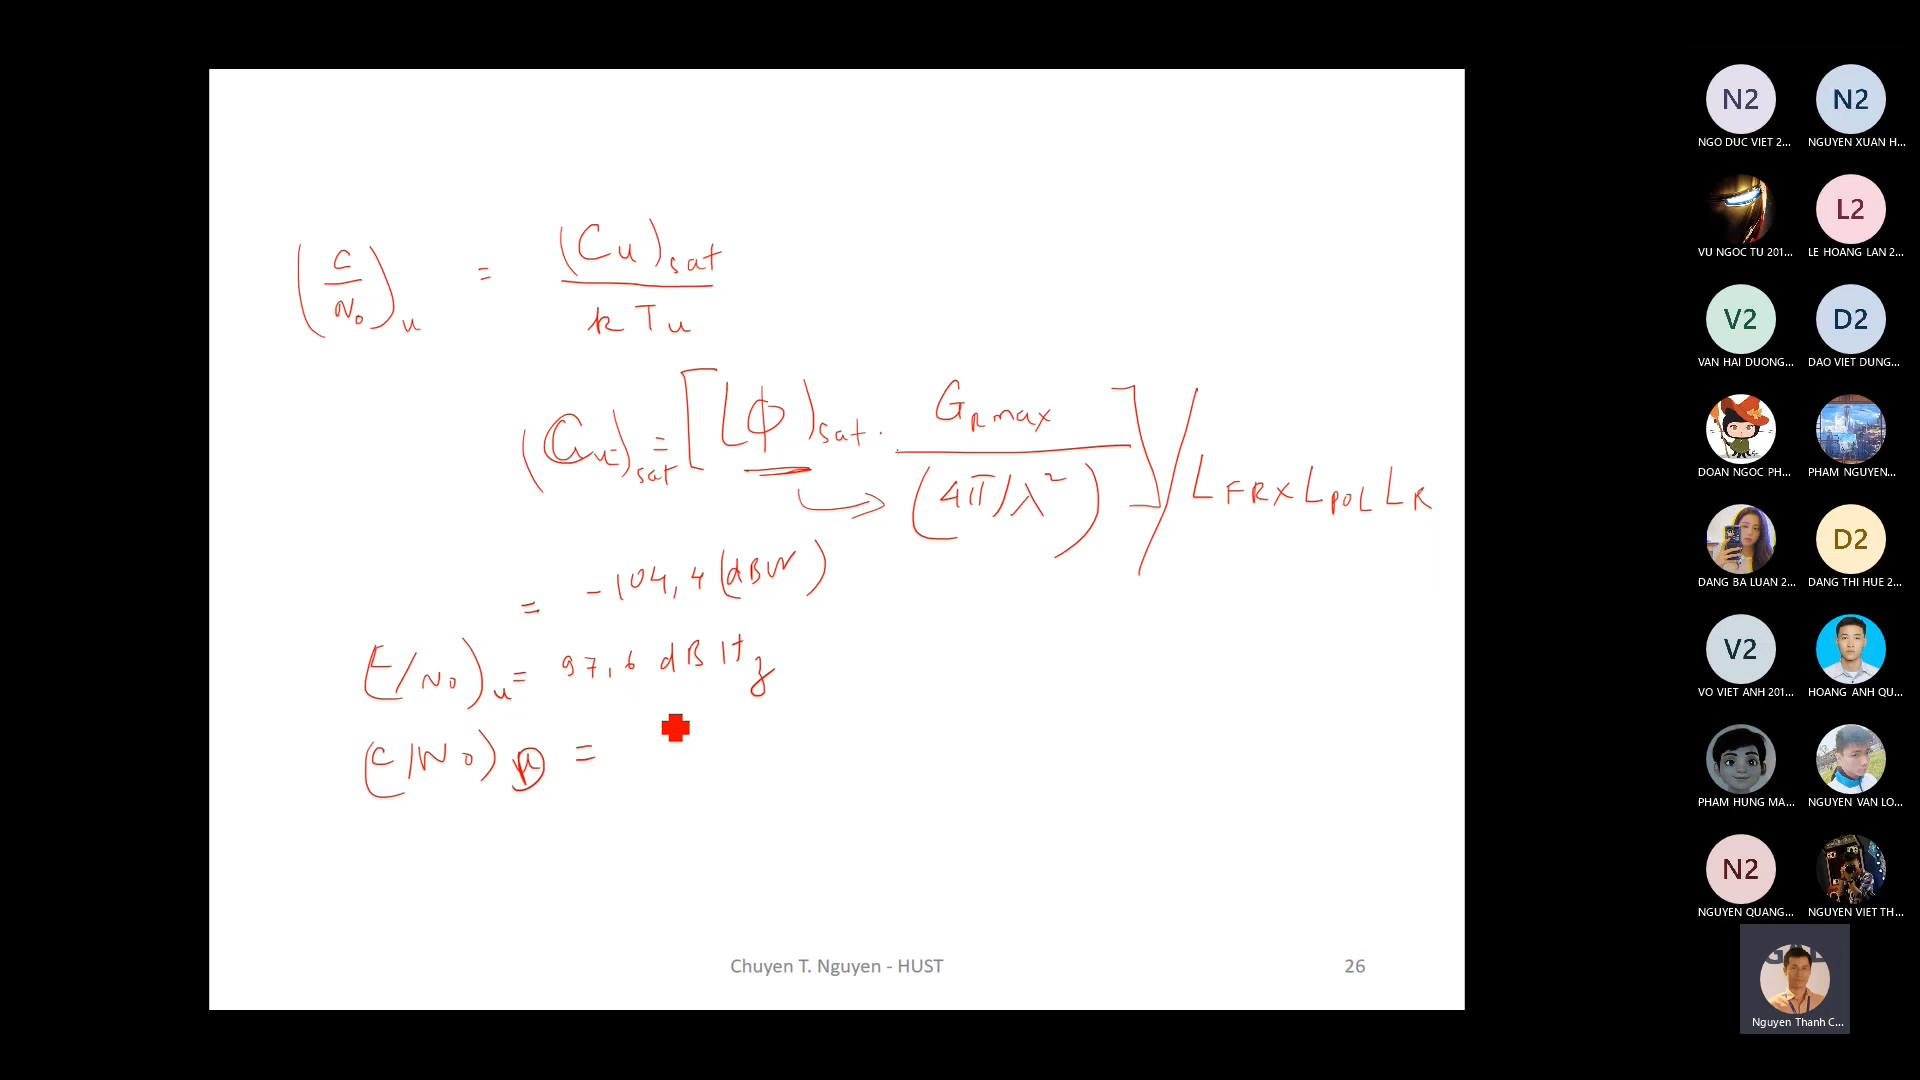 (C/N₀)u = (Cu)sat / kTu
(Cu)sat = [(Φ)sat · GRmax / (4π/λ²)] / LFRX LPOL LR
= -104,4 (dBW)
(C/N₀)u = 97,6 dBHz
(C/N₀)D =
Chuyen T. Nguyen - HUST
26
N2
N2
NGO DUC VIET 2...
NGUYEN XUAN H...
L2
VU NGOC TU 201...
LE HOANG LAN 2...
V2
D2
VAN HAI DUONG...
DAO VIET DUNG...
DOAN NGOC PH...
PHAM NGUYEN...
D2
DANG BA LUAN 2...
DANG THI HUE 2...
V2
VO VIET ANH 201...
HOANG ANH QU...
PHAM HUNG MA...
NGUYEN VAN LO...
N2
NGUYEN QUANG...
NGUYEN VIET TH...
Nguyen Thanh C...